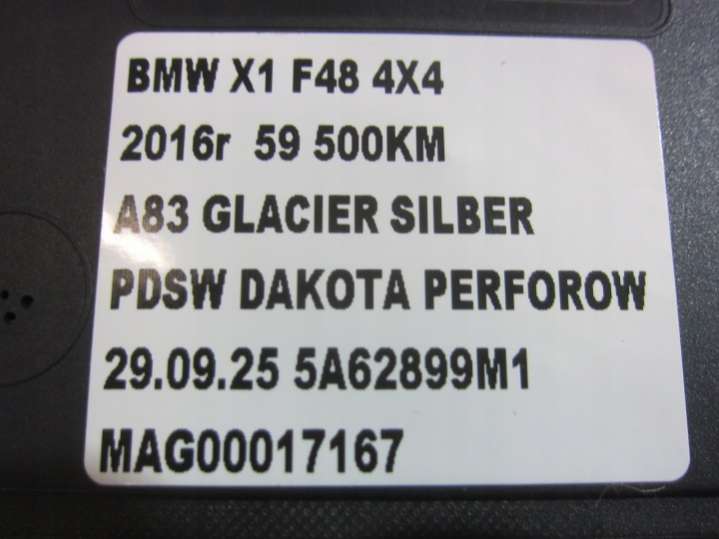 BMW X1 F48 4X4
2016r 59 500KM
A83 GLACIER SILBER
PDSW DAKOTA PERFOROW
29.09.25 5A62899M1
MAG00017167